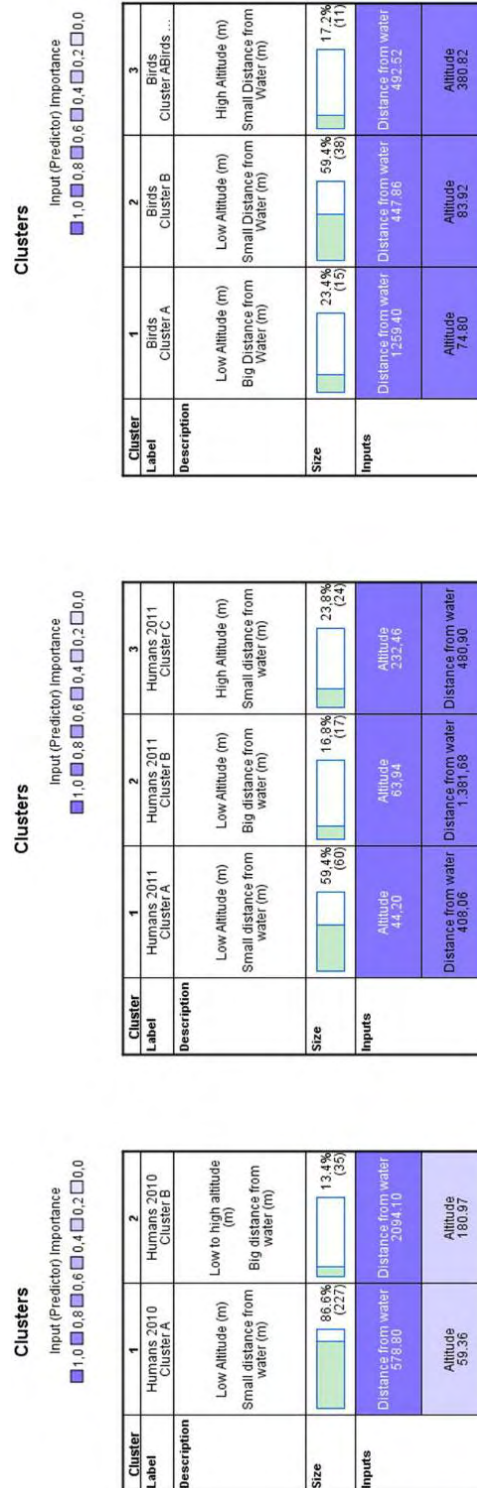 Clusters
Input (Predictor) Importance
1,0 0,8 0,6 0,4 0,2 0,0
Cluster 1 2
Label Humans 2010 Cluster A Humans 2010 Cluster B
Description Low Altitude (m) Small distance from water (m) Low to high altitude (m) Big distance from water (m)
Size 86.6% (227) 13.4% (35)
Inputs Distance from water 578.80 Distance from water 2094.10
Altitude 59.36 Altitude 180.97
Clusters
Input (Predictor) Importance
1,0 0,8 0,6 0,4 0,2 0,0
Cluster 1 2 3
Label Humans 2011 Cluster A Humans 2011 Cluster B Humans 2011 Cluster C
Description Low Altitude (m) Small distance from water (m) Low Altitude (m) Big distance from water (m) High Altitude (m) Small distance from water (m)
Size 59,4% (60) 16,8% (17) 23,8% (24)
Inputs Altitude 44,20 Altitude 63,94 Altitude 232,46
Distance from water 408,06 Distance from water 1.381,68 Distance from water 480,90
Clusters
Input (Predictor) Importance
1,0 0,8 0,6 0,4 0,2 0,0
Cluster 1 2 3
Label Birds Cluster A Birds Cluster B Birds Cluster ABirds ...
Description Low Altitude (m) Big Distance from Water (m) Low Altitude (m) Small Distance from Water (m) High Altitude (m) Small Distance from Water (m)
Size 23.4% (15) 59.4% (38) 17.2% (11)
Inputs Distance from water 1259.40 Distance from water 447.86 Distance from water 492.52
Altitude 74.80 Altitude 83.92 Altitude 380.82